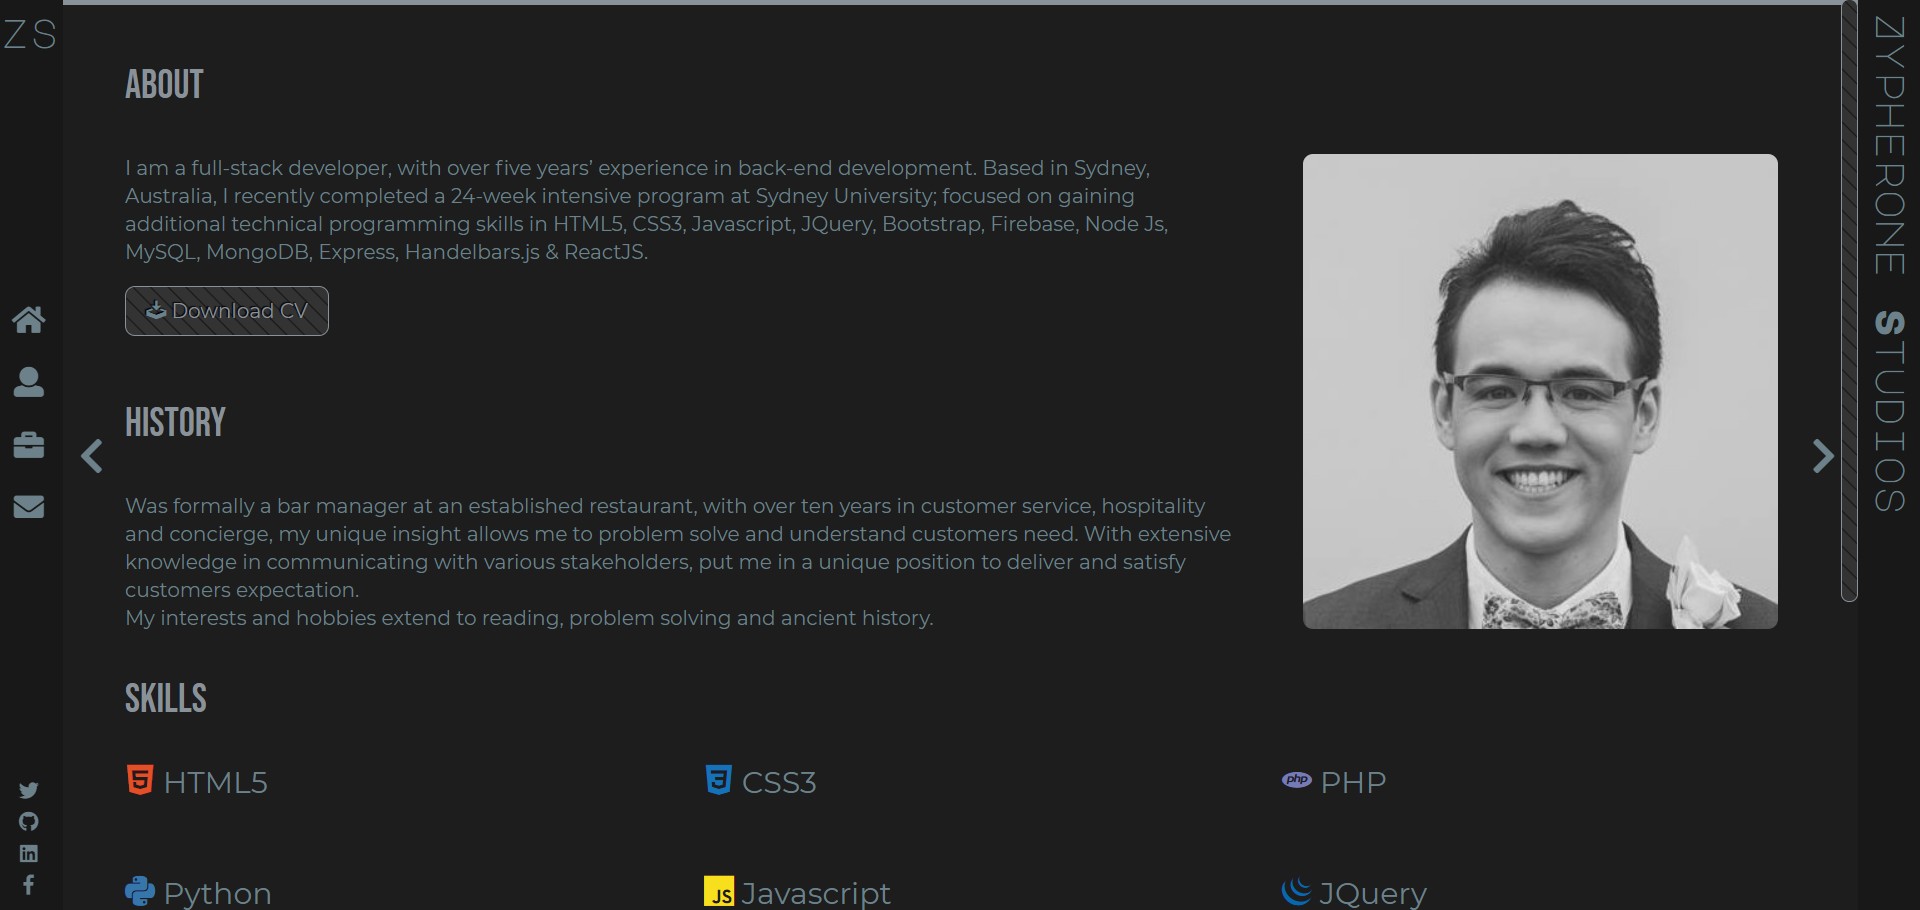 ZS
ZYPHERONE STUDIOS
ABOUT
I am a full-stack developer, with over five years’ experience in back-end development. Based in Sydney,
Australia, I recently completed a 24-week intensive program at Sydney University; focused on gaining
additional technical programming skills in HTML5, CSS3, Javascript, JQuery, Bootstrap, Firebase, Node Js,
MySQL, MongoDB, Express, Handelbars.js & ReactJS.
Download CV
HISTORY
Was formally a bar manager at an established restaurant, with over ten years in customer service, hospitality
and concierge, my unique insight allows me to problem solve and understand customers need. With extensive
knowledge in communicating with various stakeholders, put me in a unique position to deliver and satisfy
customers expectation.
My interests and hobbies extend to reading, problem solving and ancient history.
SKILLS
5 HTML5
3 CSS3
php PHP
Python
JS Javascript
JQuery
in